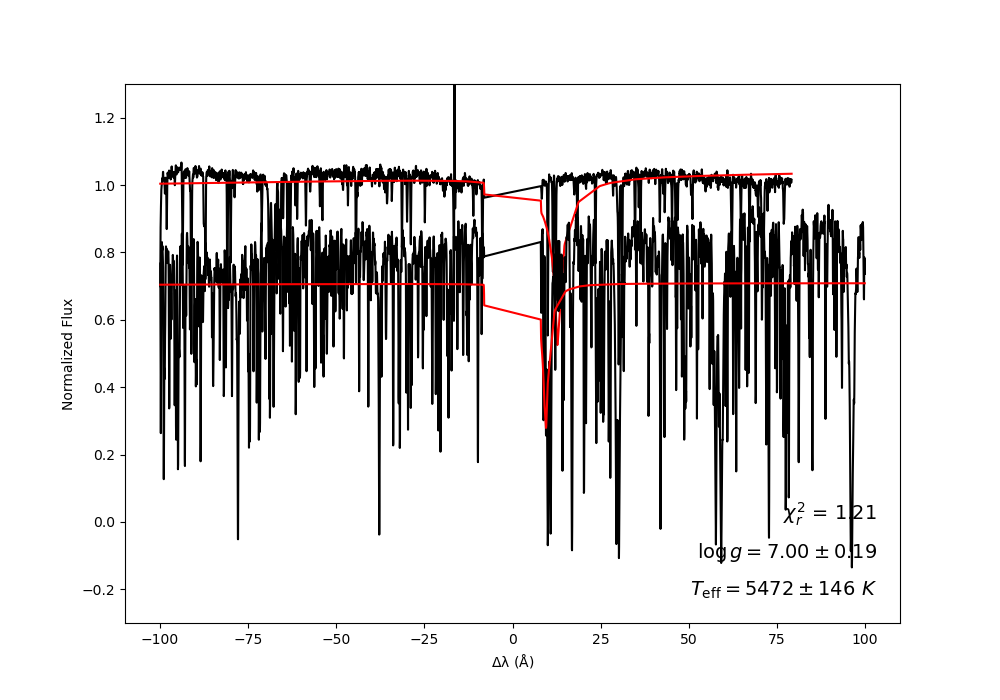 1.2
1.0
0.8
0.6
0.4
0.2
0.0
−0.2
Normalized Flux
χ²ᵣ = 1.21
log g = 7.00 ± 0.19
T_eff = 5472 ± 146 K
−100 −75 −50 −25 0 25 50 75 100
Δλ (Å)